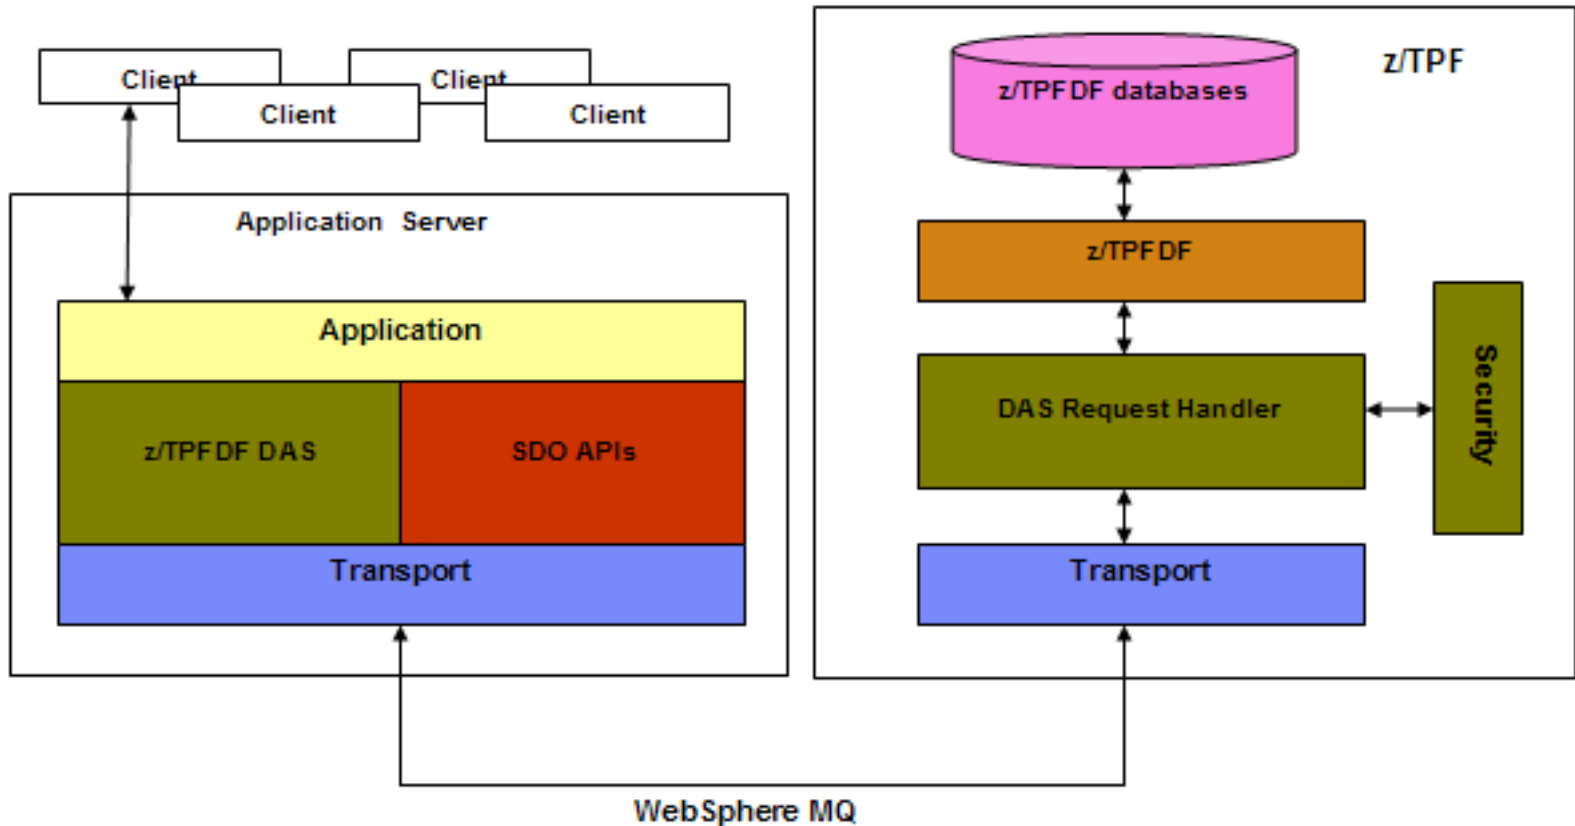 Client
Client
Client
Client
Application Server
Application
z/TPFDF DAS
SDO APIs
Transport
z/TPF
z/TPFDF databases
z/TPFDF
DAS Request Handler
Security
Transport
WebSphere MQ